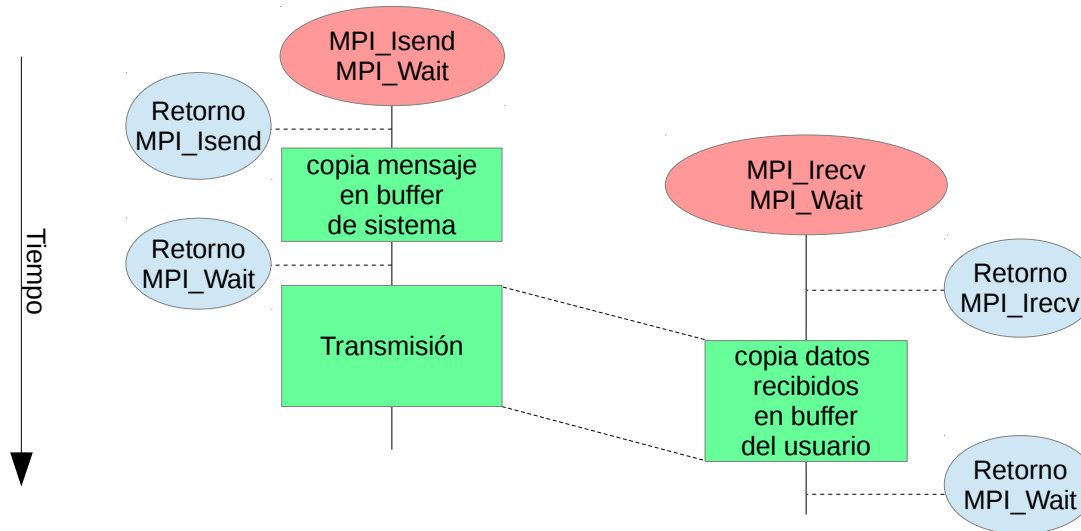 MPI_Isend
MPI_Wait
Retorno
MPI_Isend
copia mensaje
en buffer
de sistema
Retorno
MPI_Wait
Transmisión
Tiempo
MPI_Irecv
MPI_Wait
Retorno
MPI_Irecv
copia datos
recibidos
en buffer
del usuario
Retorno
MPI_Wait